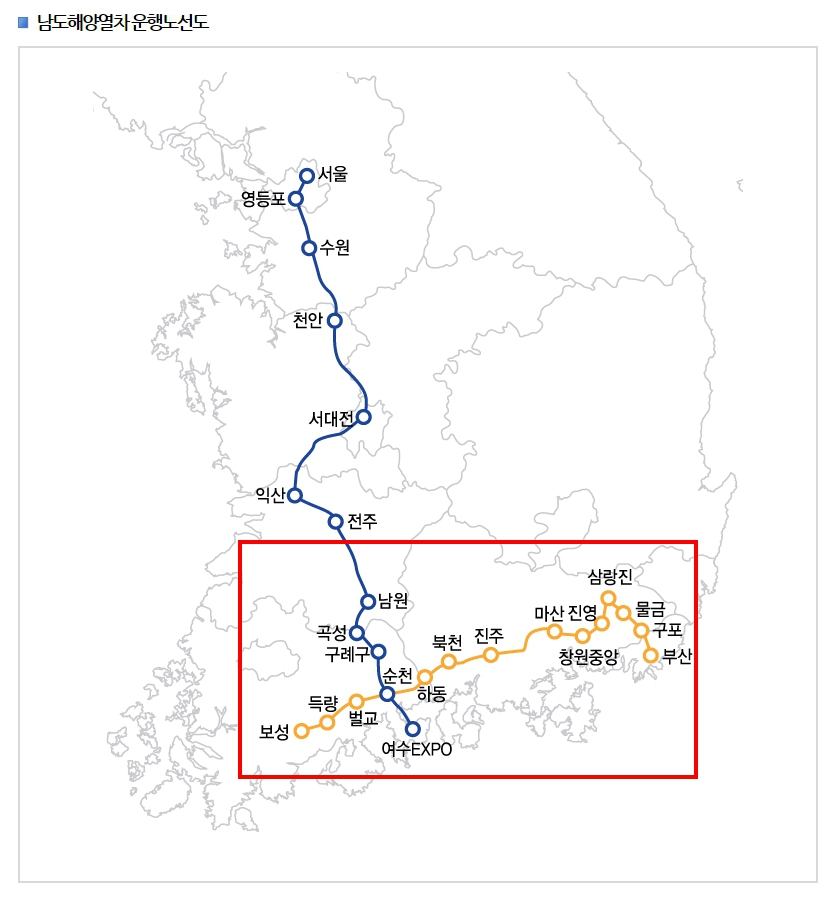 남도해양열차 운행노선도
서울
영등포
수원
천안
서대전
익산
전주
남원
곡성
구례구
순천
여수EXPO
보성
득량
벌교
하동
북천
진주
마산
진영
창원중앙
삼랑진
물금
구포
부산